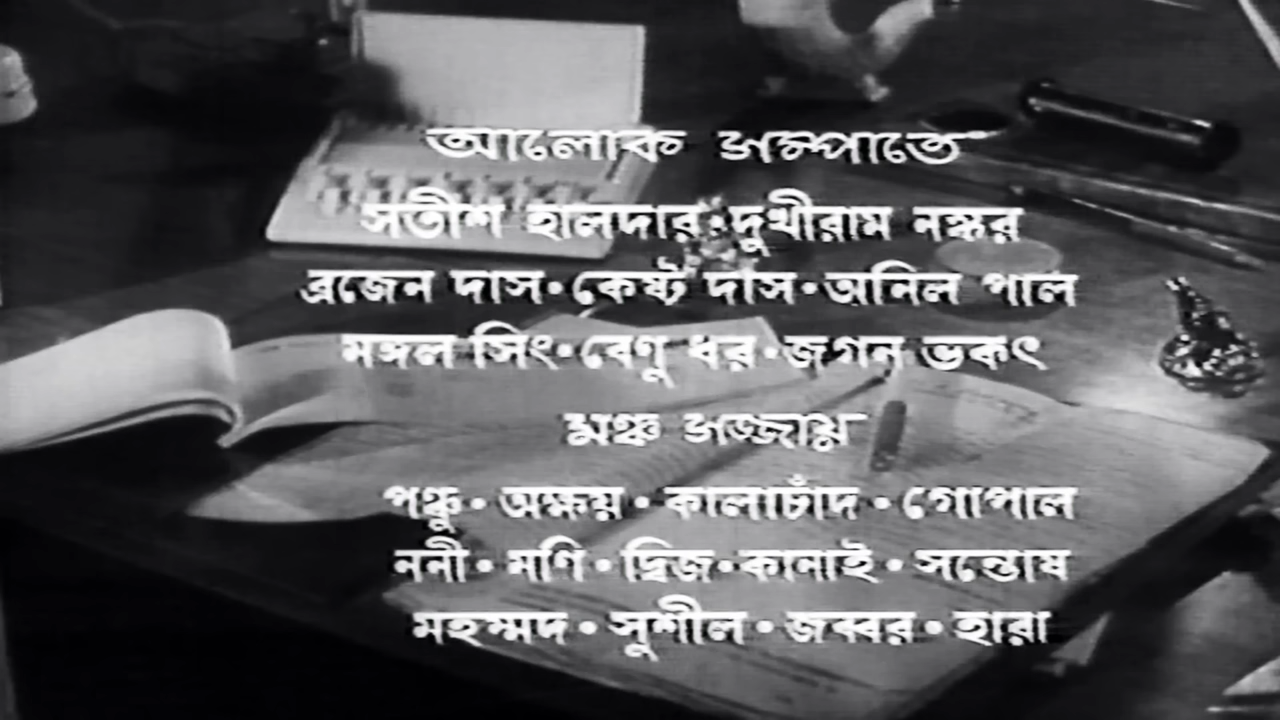 আলোক সম্পাতে
সতীশ হালদার·দুখীরাম নস্কর
ব্রজেন দাস·কেষ্ট দাস·অনিল পাল
মঙ্গল সিং·বেণু ধর·জগন ভকৎ
মঞ্চ সজ্জায়
পঞ্চু·অক্ষয়·কালাচাঁদ·গোপাল
ননী·মণি·দ্বিজ·কানাই·সন্তোষ
মহম্মদ·সুশীল·জব্বর·হারা